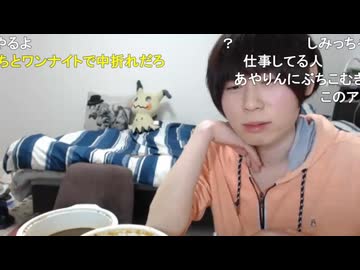 やるよ
？
しみっちゃ
ちとワンナイトで中折れだろ
仕事してる人
あやりんにぶちこむき
このア